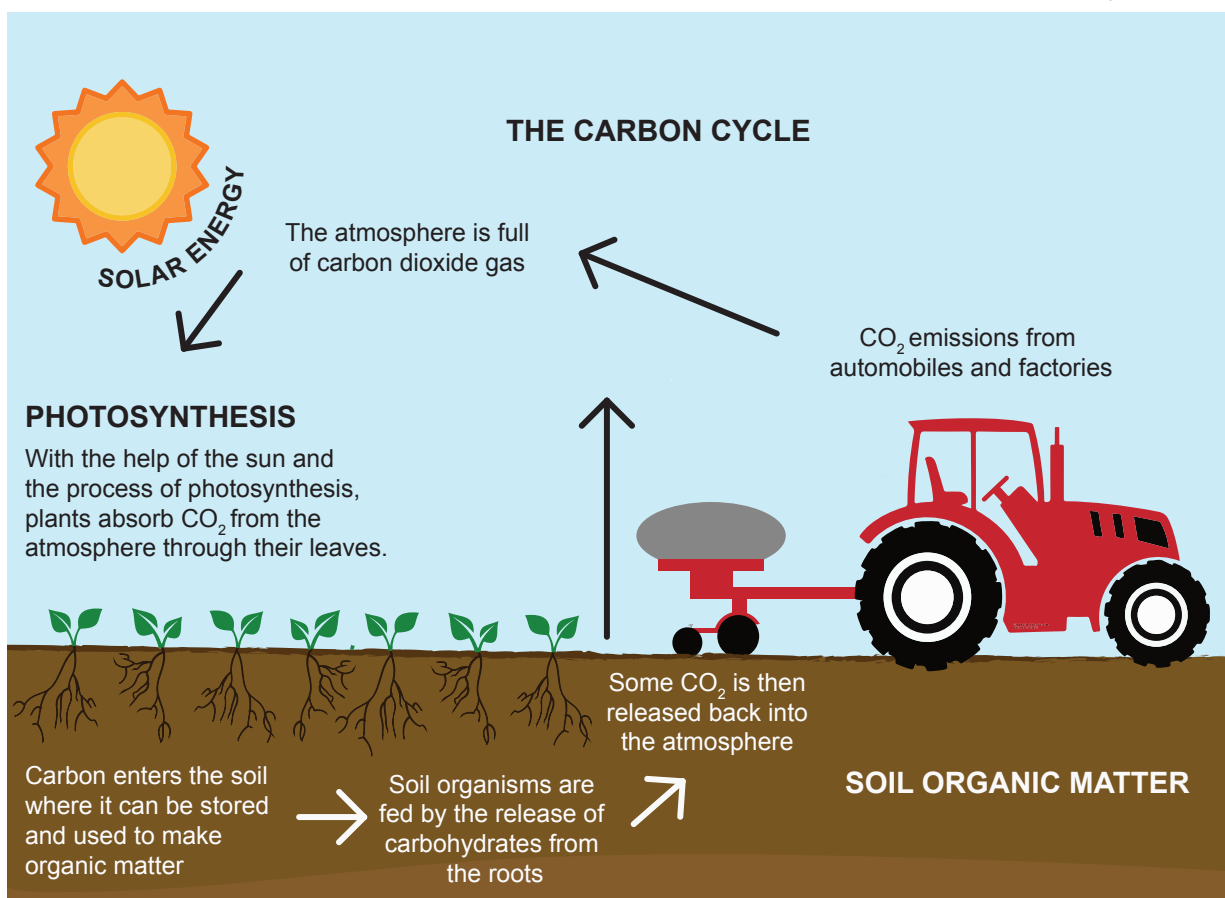 THE CARBON CYCLE
SOLAR ENERGY
The atmosphere is full
of carbon dioxide gas
CO₂ emissions from
automobiles and factories
PHOTOSYNTHESIS
With the help of the sun and
the process of photosynthesis,
plants absorb CO₂ from the
atmosphere through their leaves.
Carbon enters the soil
where it can be stored
and used to make
organic matter
Soil organisms are
fed by the release of
carbohydrates from
the roots
Some CO₂ is then
released back into
the atmosphere
SOIL ORGANIC MATTER